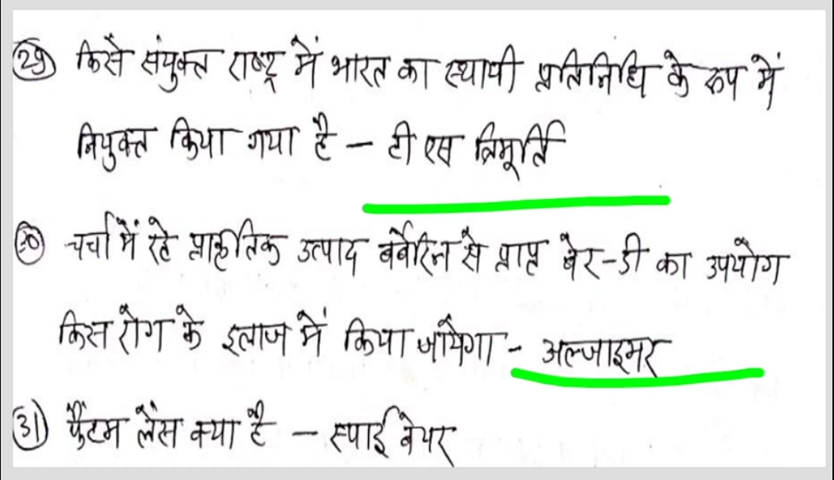 (29) किसे संयुक्त राष्ट्र में भारत का स्थायी प्रतिनिधि के रूप में
नियुक्त किया गया है – टी एस त्रिमूर्ति
(30) चर्चा में रहे प्राकृतिक उत्पाद बर्बेरिन से प्राप्त बेर-डी का उपयोग
किस रोग के इलाज में किया जायेगा - अल्जाइमर
(31) फैंटम लैंस क्या है – स्पाई वेयर